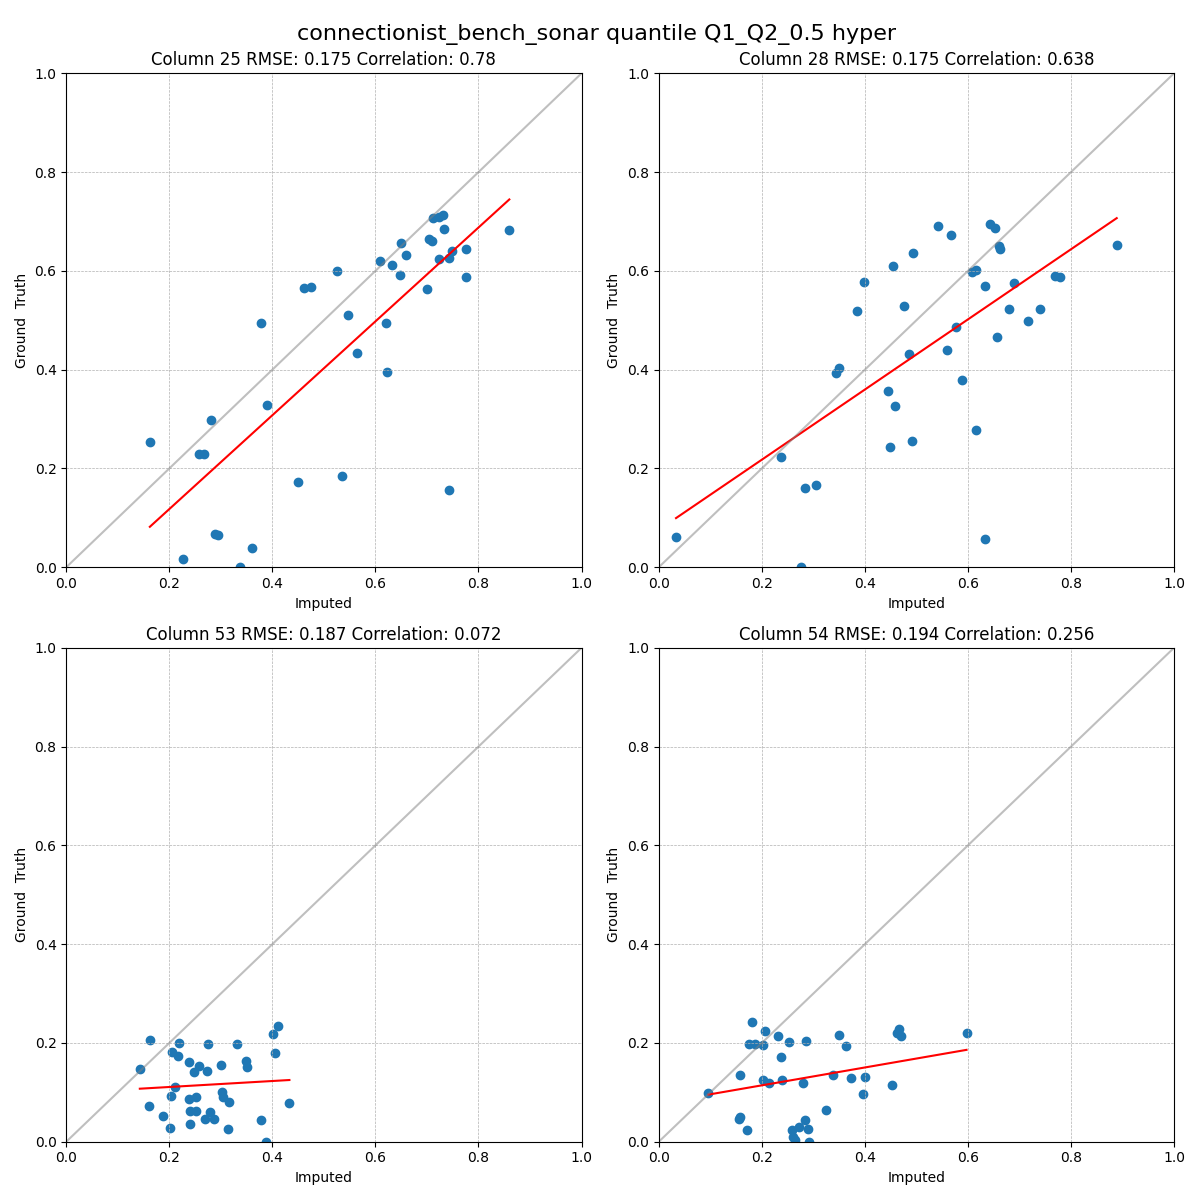 connectionist_bench_sonar quantile Q1_Q2_0.5 hyper
Column 25 RMSE: 0.175 Correlation: 0.78
1.0
0.8
0.6
0.4
0.2
0.0
Ground Truth
0.0 0.2 0.4 0.6 0.8 1.0
Imputed
Column 28 RMSE: 0.175 Correlation: 0.638
1.0
0.8
0.6
0.4
0.2
0.0
Ground Truth
0.0 0.2 0.4 0.6 0.8 1.0
Imputed
Column 53 RMSE: 0.187 Correlation: 0.072
1.0
0.8
0.6
0.4
0.2
0.0
Ground Truth
0.0 0.2 0.4 0.6 0.8 1.0
Imputed
Column 54 RMSE: 0.194 Correlation: 0.256
1.0
0.8
0.6
0.4
0.2
0.0
Ground Truth
0.0 0.2 0.4 0.6 0.8 1.0
Imputed